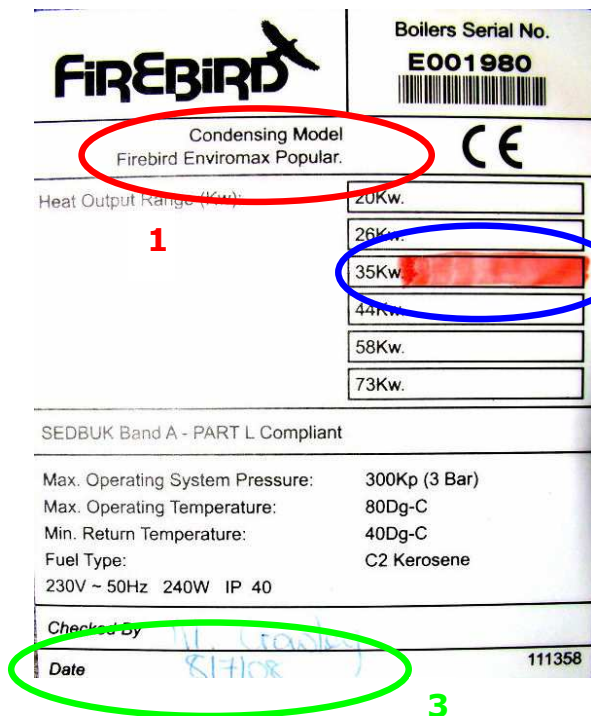 FiREBiRD
Boilers Serial No.
E001980
Condensing Model
Firebird Enviromax Popular.
CE
Heat Output Range (Kw):
20Kw.
26Kw.
1
35Kw.
44Kw.
58Kw.
73Kw.
SEDBUK Band A - PART L Compliant
Max. Operating System Pressure: 300Kp (3 Bar)
Max. Operating Temperature: 80Dg-C
Min. Return Temperature: 40Dg-C
Fuel Type: C2 Kerosene
230V ~ 50Hz 240W IP 40
Checked By Crawley
Date 8/7/08 111358
3